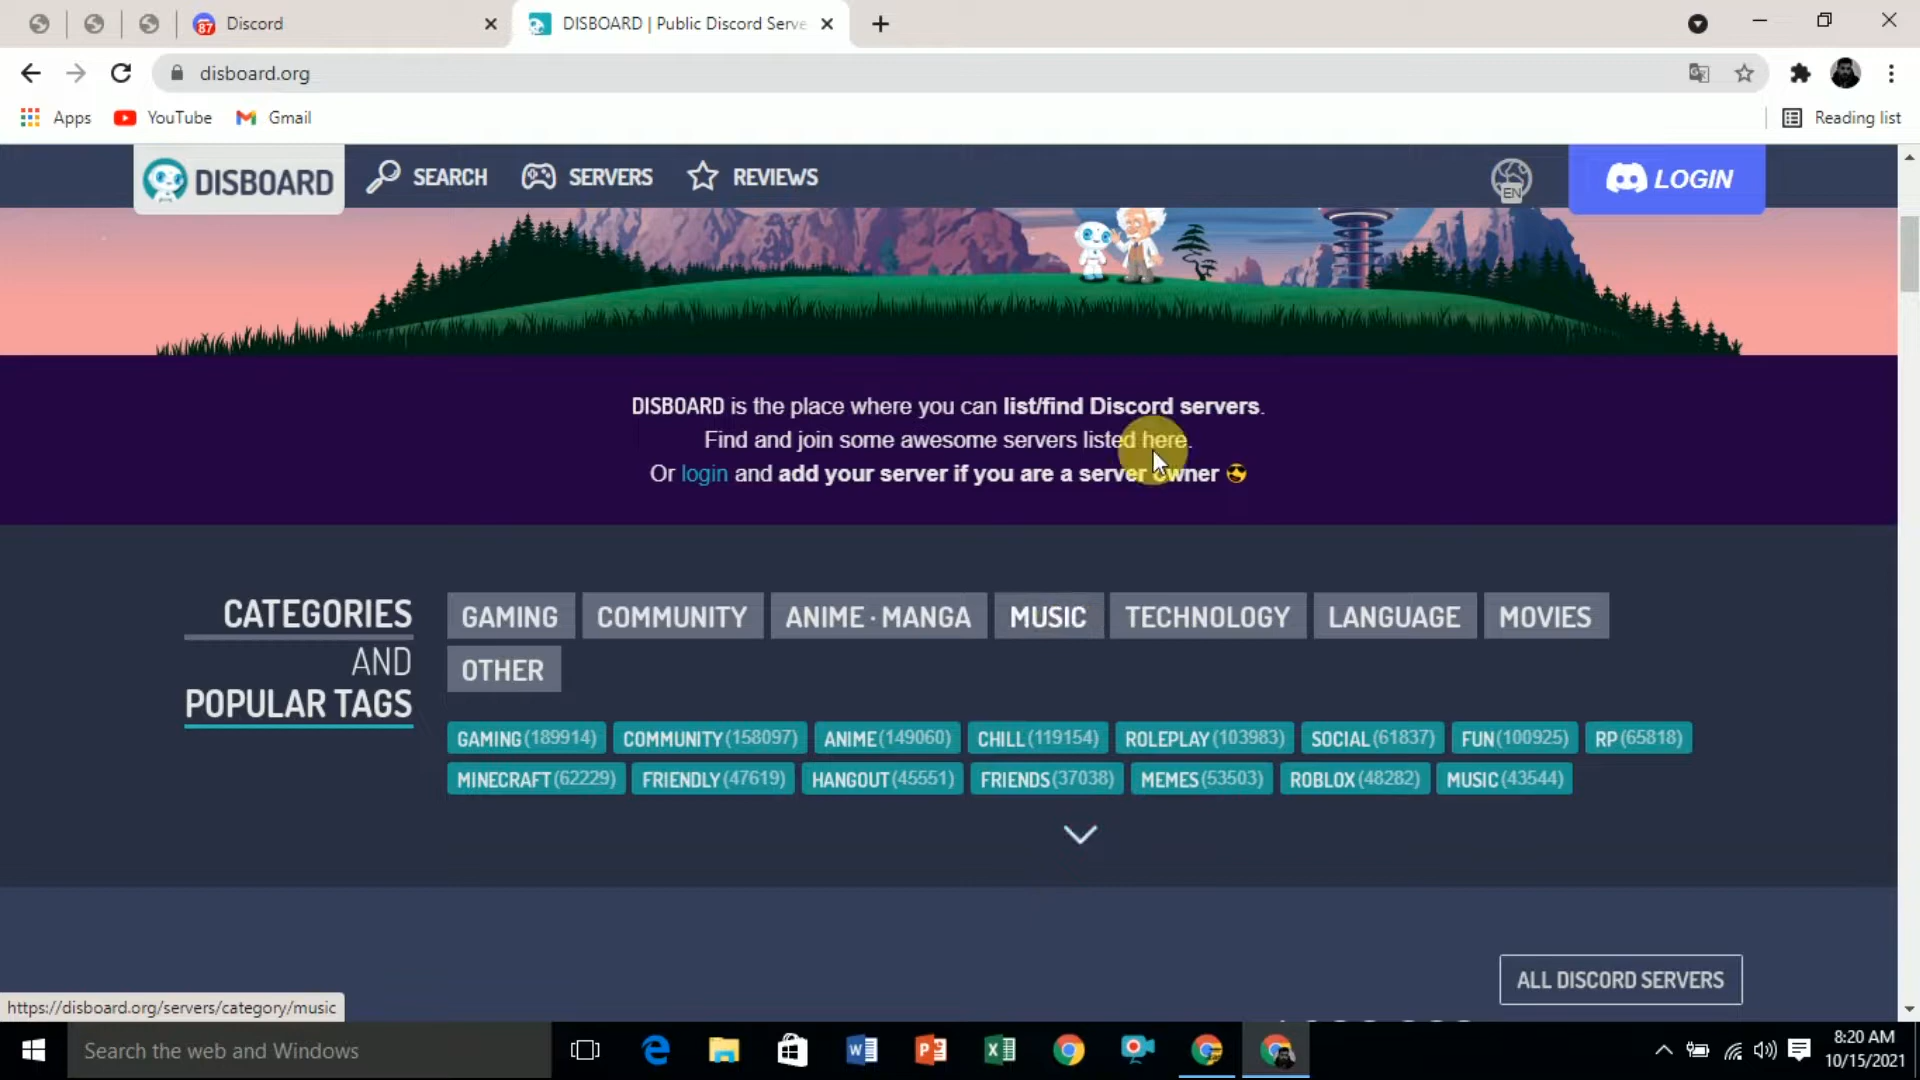 87 Discord
DISBOARD | Public Discord Serve
disboard.org
Apps YouTube Gmail Reading list
DISBOARD SEARCH SERVERS REVIEWS EN LOGIN
DISBOARD is the place where you can list/find Discord servers.
Find and join some awesome servers listed here.
Or login and add your server if you are a server owner
CATEGORIES
AND
POPULAR TAGS
GAMING COMMUNITY ANIME · MANGA MUSIC TECHNOLOGY LANGUAGE MOVIES
OTHER
GAMING(189914) COMMUNITY(158097) ANIME(149060) CHILL(119154) ROLEPLAY(103983) SOCIAL(61837) FUN(100925) RP(65818)
MINECRAFT(62229) FRIENDLY(47619) HANGOUT(45551) FRIENDS(37038) MEMES(53503) ROBLOX(48282) MUSIC(43544)
ALL DISCORD SERVERS
https://disboard.org/servers/category/music
Search the web and Windows
8:20 AM
10/15/2021